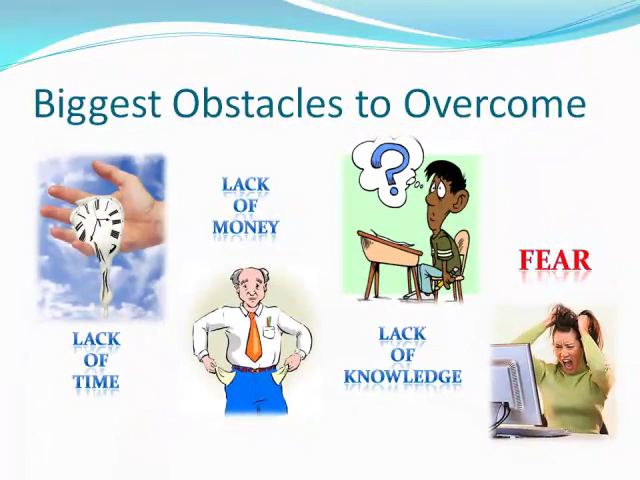 Biggest Obstacles to Overcome
LACK
OF
TIME
LACK
OF
MONEY
?
LACK
OF
KNOWLEDGE
FEAR